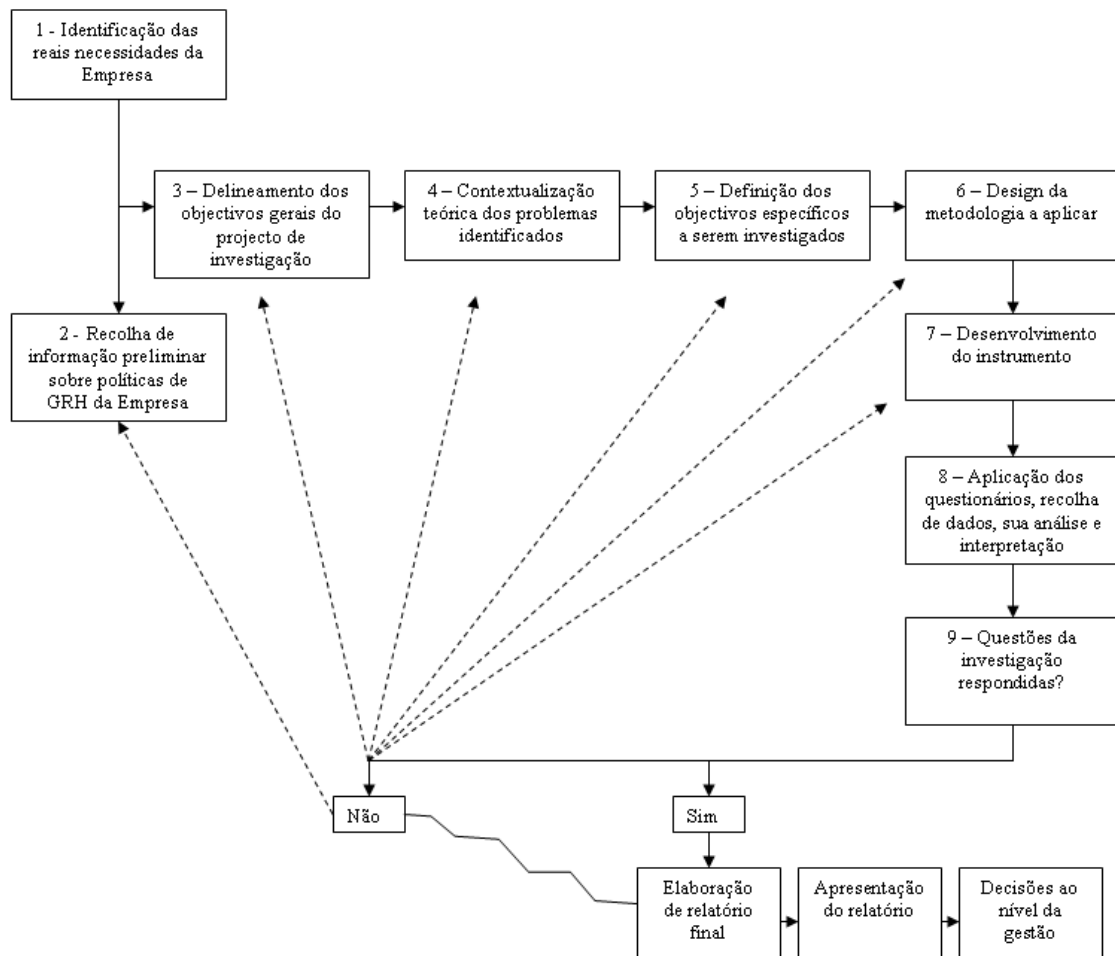 1 - Identificação das
reais necessidades da
Empresa
3 – Delineamento dos
objectivos gerais do
projecto de
investigação
4 – Contextualização
teórica dos problemas
identificados
5 – Definição dos
objectivos específicos
a serem investigados
6 – Design da
metodologia a aplicar
2 - Recolha de
informação preliminar
sobre políticas de
GRH da Empresa
7 – Desenvolvimento
do instrumento
8 – Aplicação dos
questionários, recolha
de dados, sua análise e
interpretação
9 – Questões da
investigação
respondidas?
Não
Sim
Elaboração
de relatório
final
Apresentação
do relatório
Decisões ao
nível da
gestão